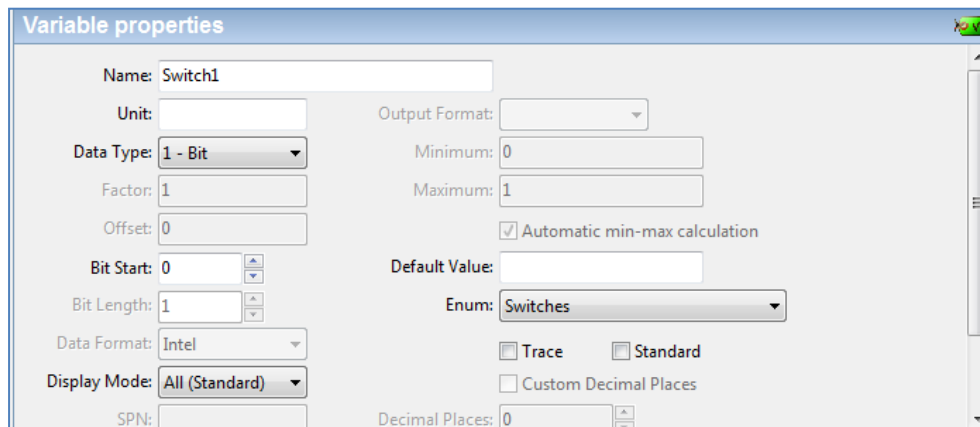 Variable properties
Name: Switch1
Unit: Output Format:
Data Type: 1 - Bit Minimum: 0
Factor: 1 Maximum: 1
Offset: 0 Automatic min-max calculation
Bit Start: 0 Default Value:
Bit Length: 1 Enum: Switches
Data Format: Intel Trace Standard
Display Mode: All (Standard) Custom Decimal Places
SPN: Decimal Places: 0